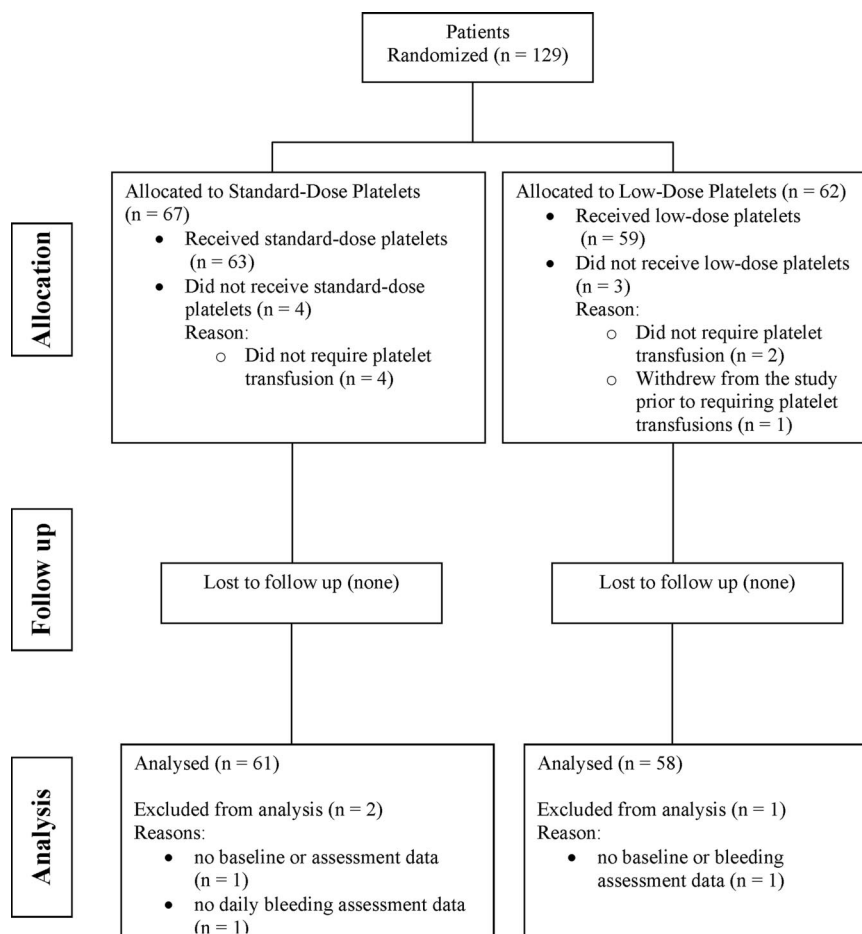 Patients
Randomized (n = 129)
Allocation
Allocated to Standard-Dose Platelets
(n = 67)
• Received standard-dose platelets
(n = 63)
• Did not receive standard-dose
platelets (n = 4)
Reason:
o Did not require platelet
transfusion (n = 4)
Allocated to Low-Dose Platelets (n = 62)
• Received low-dose platelets
(n = 59)
• Did not receive low-dose platelets
(n = 3)
Reason:
o Did not require platelet
transfusion (n = 2)
o Withdrew from the study
prior to requiring platelet
transfusions (n = 1)
Follow up
Lost to follow up (none)
Lost to follow up (none)
Analysis
Analysed (n = 61)
Excluded from analysis (n = 2)
Reasons:
• no baseline or assessment data
(n = 1)
• no daily bleeding assessment data
(n = 1)
Analysed (n = 58)
Excluded from analysis (n = 1)
Reason:
• no baseline or bleeding
assessment data (n = 1)